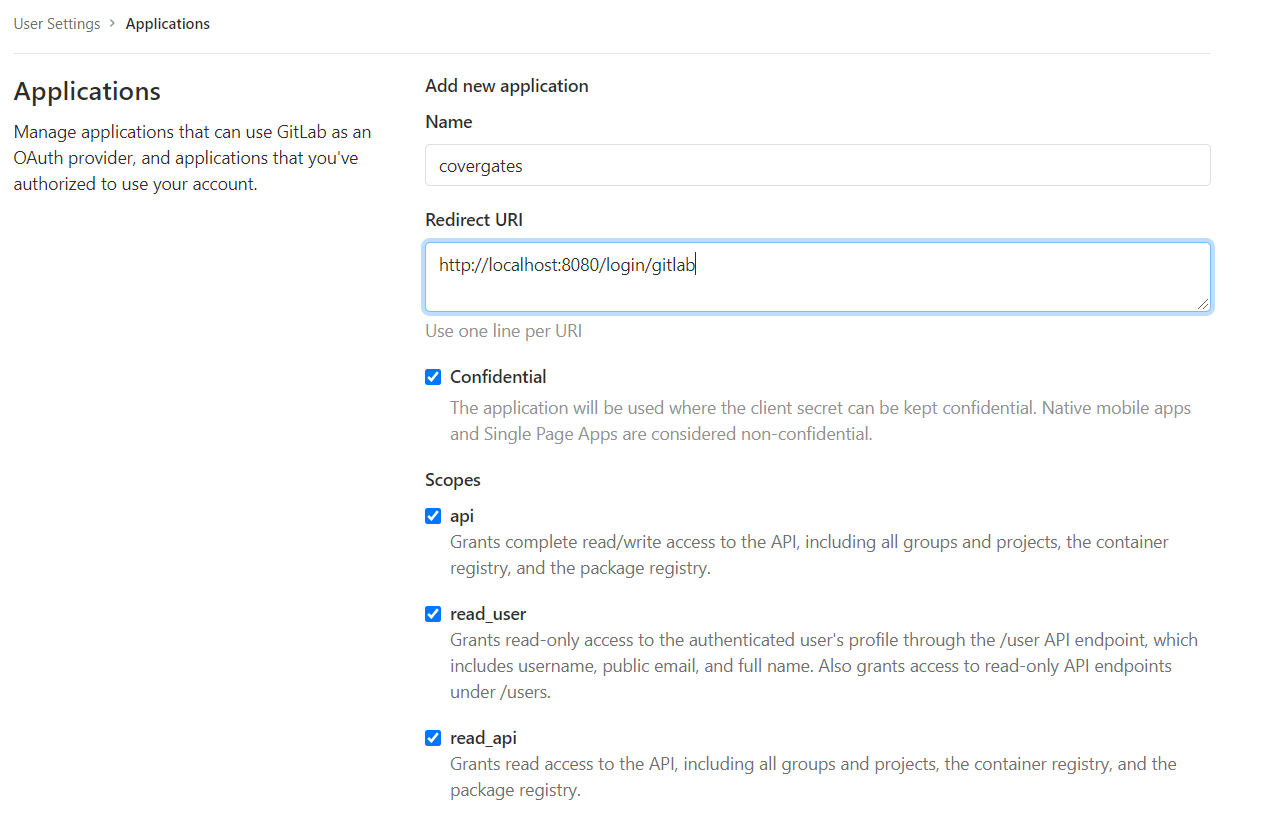 User Settings > Applications
Applications
Manage applications that can use GitLab as an
OAuth provider, and applications that you've
authorized to use your account.
Add new application
Name
covergates
Redirect URI
http://localhost:8080/login/gitlab
Use one line per URI
Confidential
The application will be used where the client secret can be kept confidential. Native mobile apps
and Single Page Apps are considered non-confidential.
Scopes
api
Grants complete read/write access to the API, including all groups and projects, the container
registry, and the package registry.
read_user
Grants read-only access to the authenticated user's profile through the /user API endpoint, which
includes username, public email, and full name. Also grants access to read-only API endpoints
under /users.
read_api
Grants read access to the API, including all groups and projects, the container registry, and the
package registry.